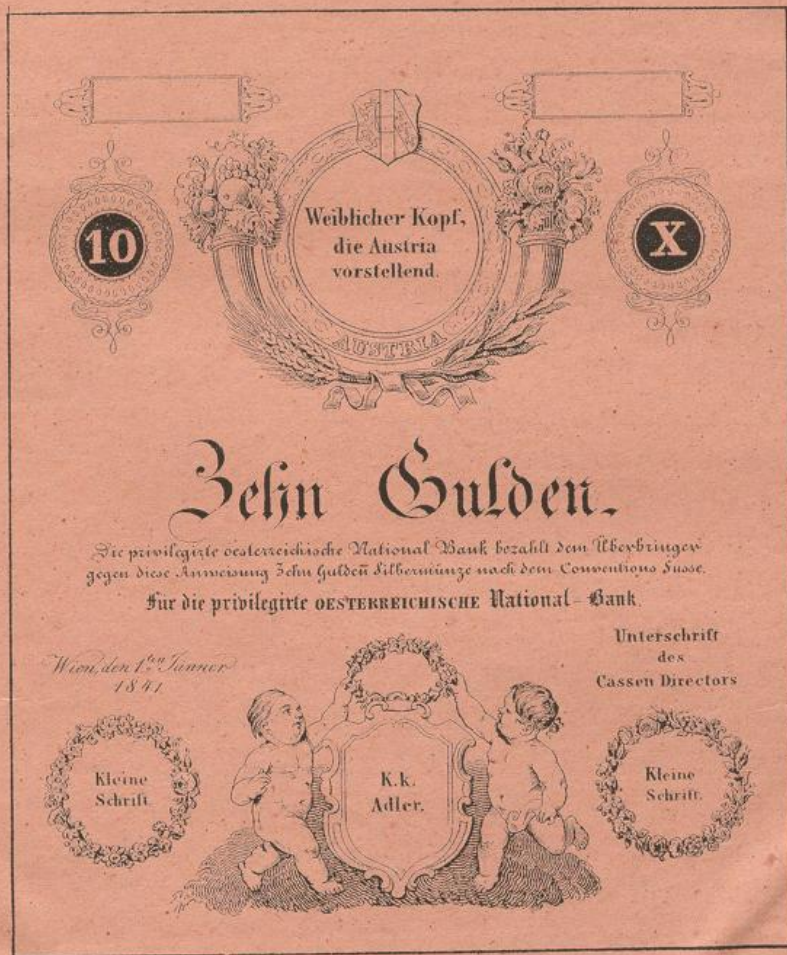 10
X
Weiblicher Kopf,
die Austria
vorstellend.
AUSTRIA
Zehn Gulden.
Die privilegirte oesterreichische National Bank bezahlt dem Überbringer
gegen diese Anweisung Zehn Guldeñ Silbermünze nach dem Conventions Fusse.
Für die privilegirte OESTERREICHISCHE National-Bank.
Wien, den 1ten Jänner
1841
Unterschrift
des
Cassen Directors
Kleine
Schrift.
K.k.
Adler.
Kleine
Schrift.